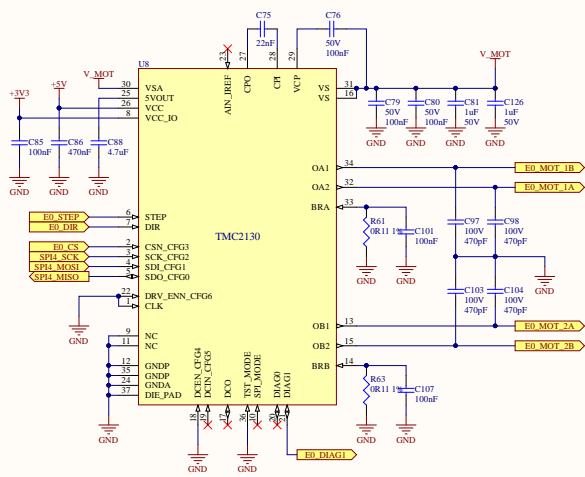 C75
22nF
C76
50V
100nF
V_MOT
+3V3
+5V
V_MOT
U8
23
27
28
29
AIN_IREF
CPO
CPI
VCP
30
25
26
8
VSA
5VOUT
VCC
VCC_IO
VS
VS
31
16
C85
100nF
C86
470nF
C88
4.7uF
C79
50V
100nF
C80
50V
100nF
C81
1uF
50V
C126
1uF
50V
GND
GND
GND
GND
GND
GND
GND
OA1
34
E0_MOT_1B
OA2
32
E0_MOT_1A
BRA
33
E0_STEP
6
STEP
E0_DIR
7
DIR
TMC2130
R61
0R11 1%
C101
100nF
C97
100V
470pF
C98
100V
470pF
E0_CS
2
CSN_CFG3
SPI4_SCK
3
SCK_CFG2
SPI4_MOSI
4
SDI_CFG1
SPI4_MISO
5
SDO_CFG0
GND
GND
GND
22
DRV_ENN_CFG6
1
CLK
C103
100V
470pF
C104
100V
470pF
GND
OB1
13
E0_MOT_2A
OB2
15
E0_MOT_2B
BRB
14
9
NC
11
NC
12
GNDP
35
GNDP
24
GNDA
37
DIE_PAD
R63
0R11 1%
C107
100nF
DCEN_CFG4
DCIN_CFG5
DCO
TST_MODE
SPI_MODE
DIAG0
DIAG1
18
19
17
36
10
20
21
GND
GND
GND
GND
GND
E0_DIAG1